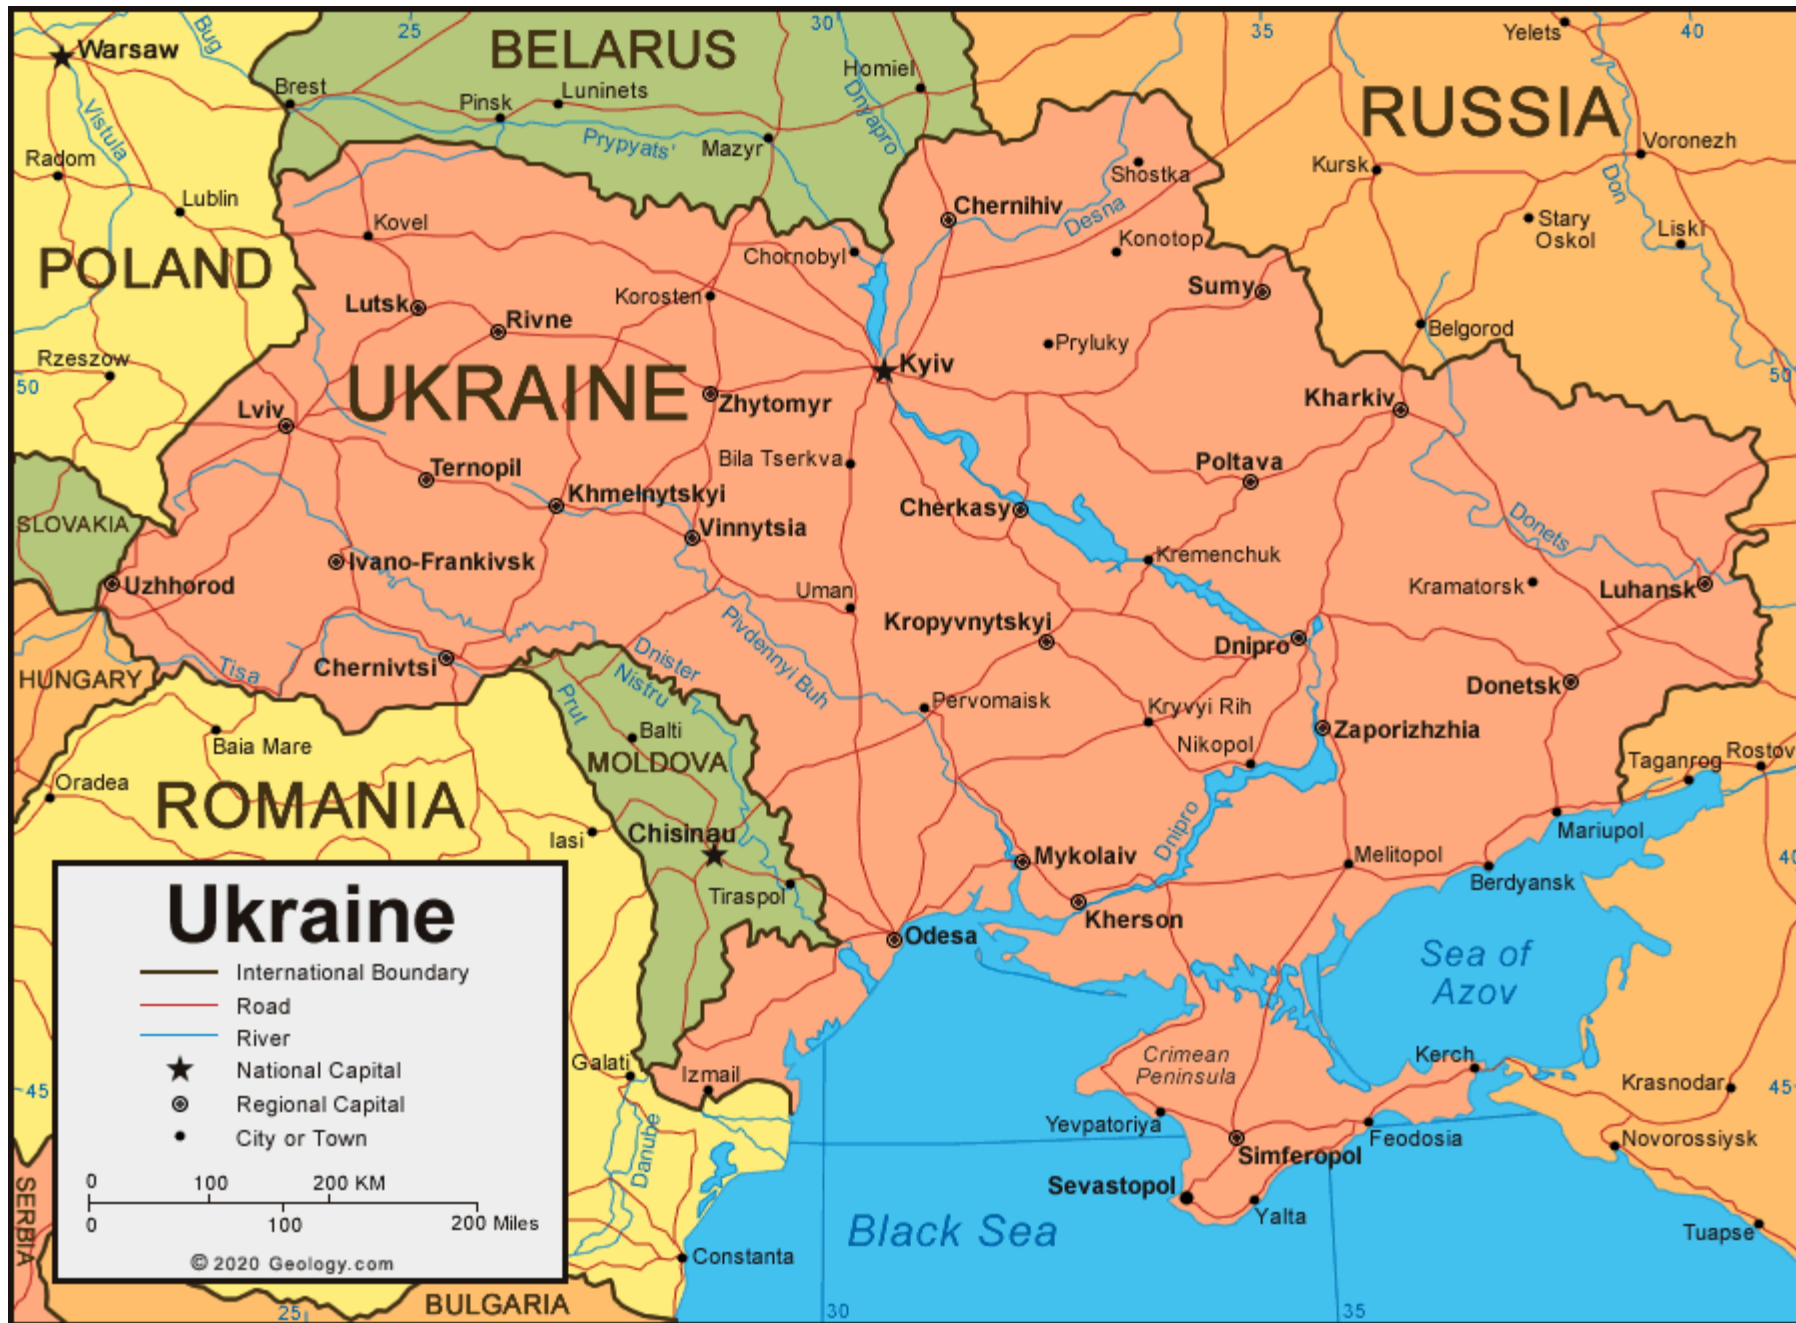 25
30
35
40
Warsaw
Bug
BELARUS
Yelets
Homiel
RUSSIA
Brest
Pinsk
Luninets
Vistula
Prypyats'
Mazyr
Dnyapro
Voronezh
Radom
Kursk
Shostka
Don
Lublin
Chernihiv
Desna
Stary
Oskol
Liski
Kovel
Konotop
POLAND
Chornobyl
Sumy
Lutsk
Korosten
Rivne
Belgorod
Pryluky
Rzeszow
50
UKRAINE
Kyiv
50
Lviv
Zhytomyr
Kharkiv
Ternopil
Bila Tserkva
Poltava
Khmelnytskyi
Cherkasy
SLOVAKIA
Vinnytsia
Donets
Ivano-Frankivsk
Kremenchuk
Uzhhorod
Uman
Kramatorsk
Luhansk
Kropyvnytskyi
Pivdennyi Buh
Dnipro
HUNGARY
Tisa
Chernivtsi
Dnister
Nistru
Prut
Donetsk
Pervomaisk
Kryvyi Rih
Balti
Zaporizhzhia
Baia Mare
Nikopol
MOLDOVA
Taganrog
Rostov
Oradea
ROMANIA
Iasi
Chisinau
Dnipro
Mariupol
Mykolaiv
Melitopol
40
Berdyansk
Tiraspol
Kherson
Odesa
Sea of
Azov
Ukraine
International Boundary
Road
River
National Capital
Regional Capital
City or Town
0 100 200 KM
0 100 200 Miles
© 2020 Geology.com
Galati
Izmail
Crimean
Peninsula
Kerch
Krasnodar
45
45
Danube
Yevpatoriya
Feodosia
Novorossiysk
Simferopol
Sevastopol
Yalta
SERBIA
Black Sea
Tuapse
Constanta
BULGARIA
25
30
35